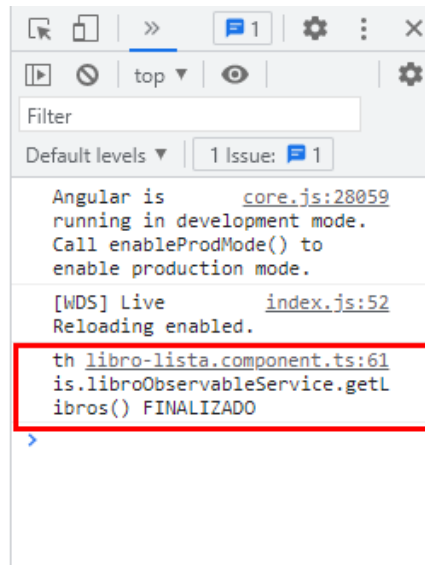 » 1
top ▼
Filter
Default levels ▼ 1 Issue: 1
Angular is core.js:28059
running in development mode.
Call enableProdMode() to
enable production mode.
[WDS] Live index.js:52
Reloading enabled.
th libro-lista.component.ts:61
is.libroObservableService.getL
ibros() FINALIZADO